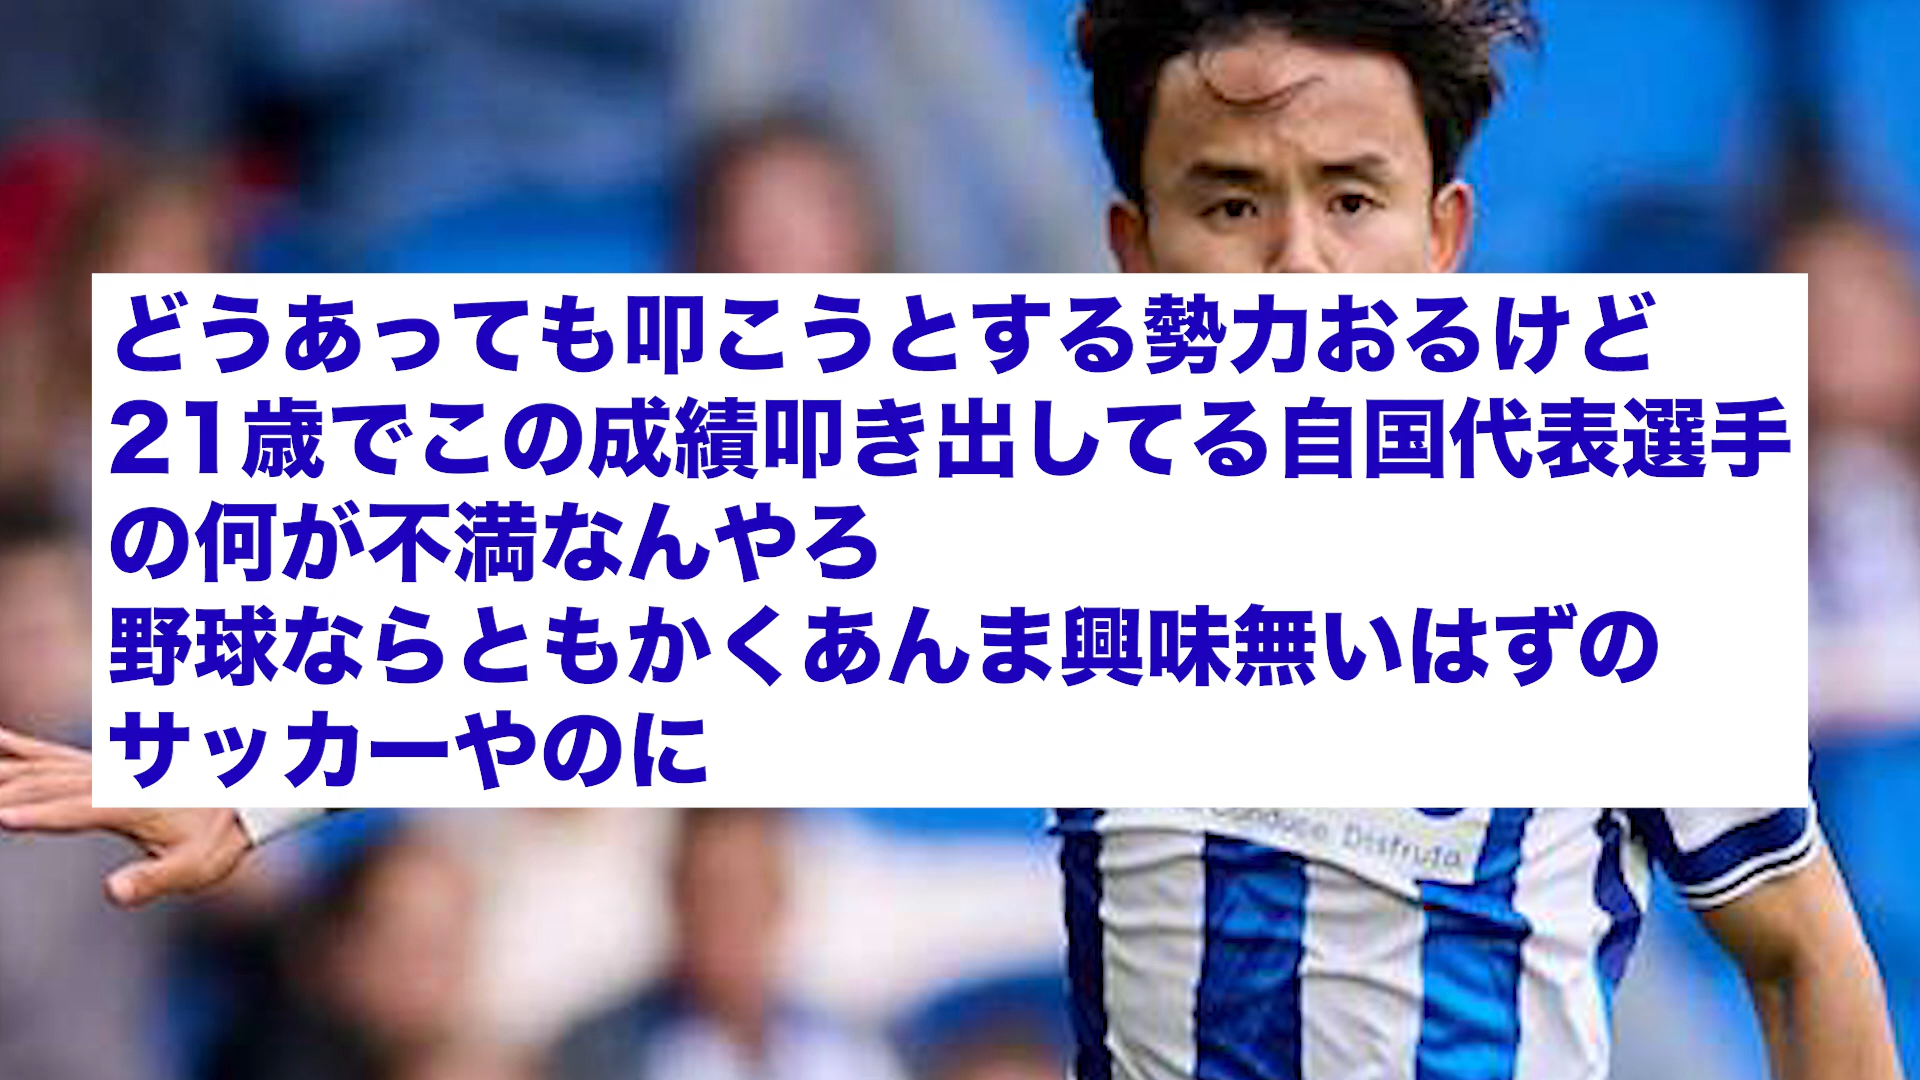 どうあっても叩こうとする勢力おるけど
21歳でこの成績叩き出してる自国代表選手
の何が不満なんやろ
野球ならともかくあんま興味無いはずの
サッカーやのに
Conduce Disfruta